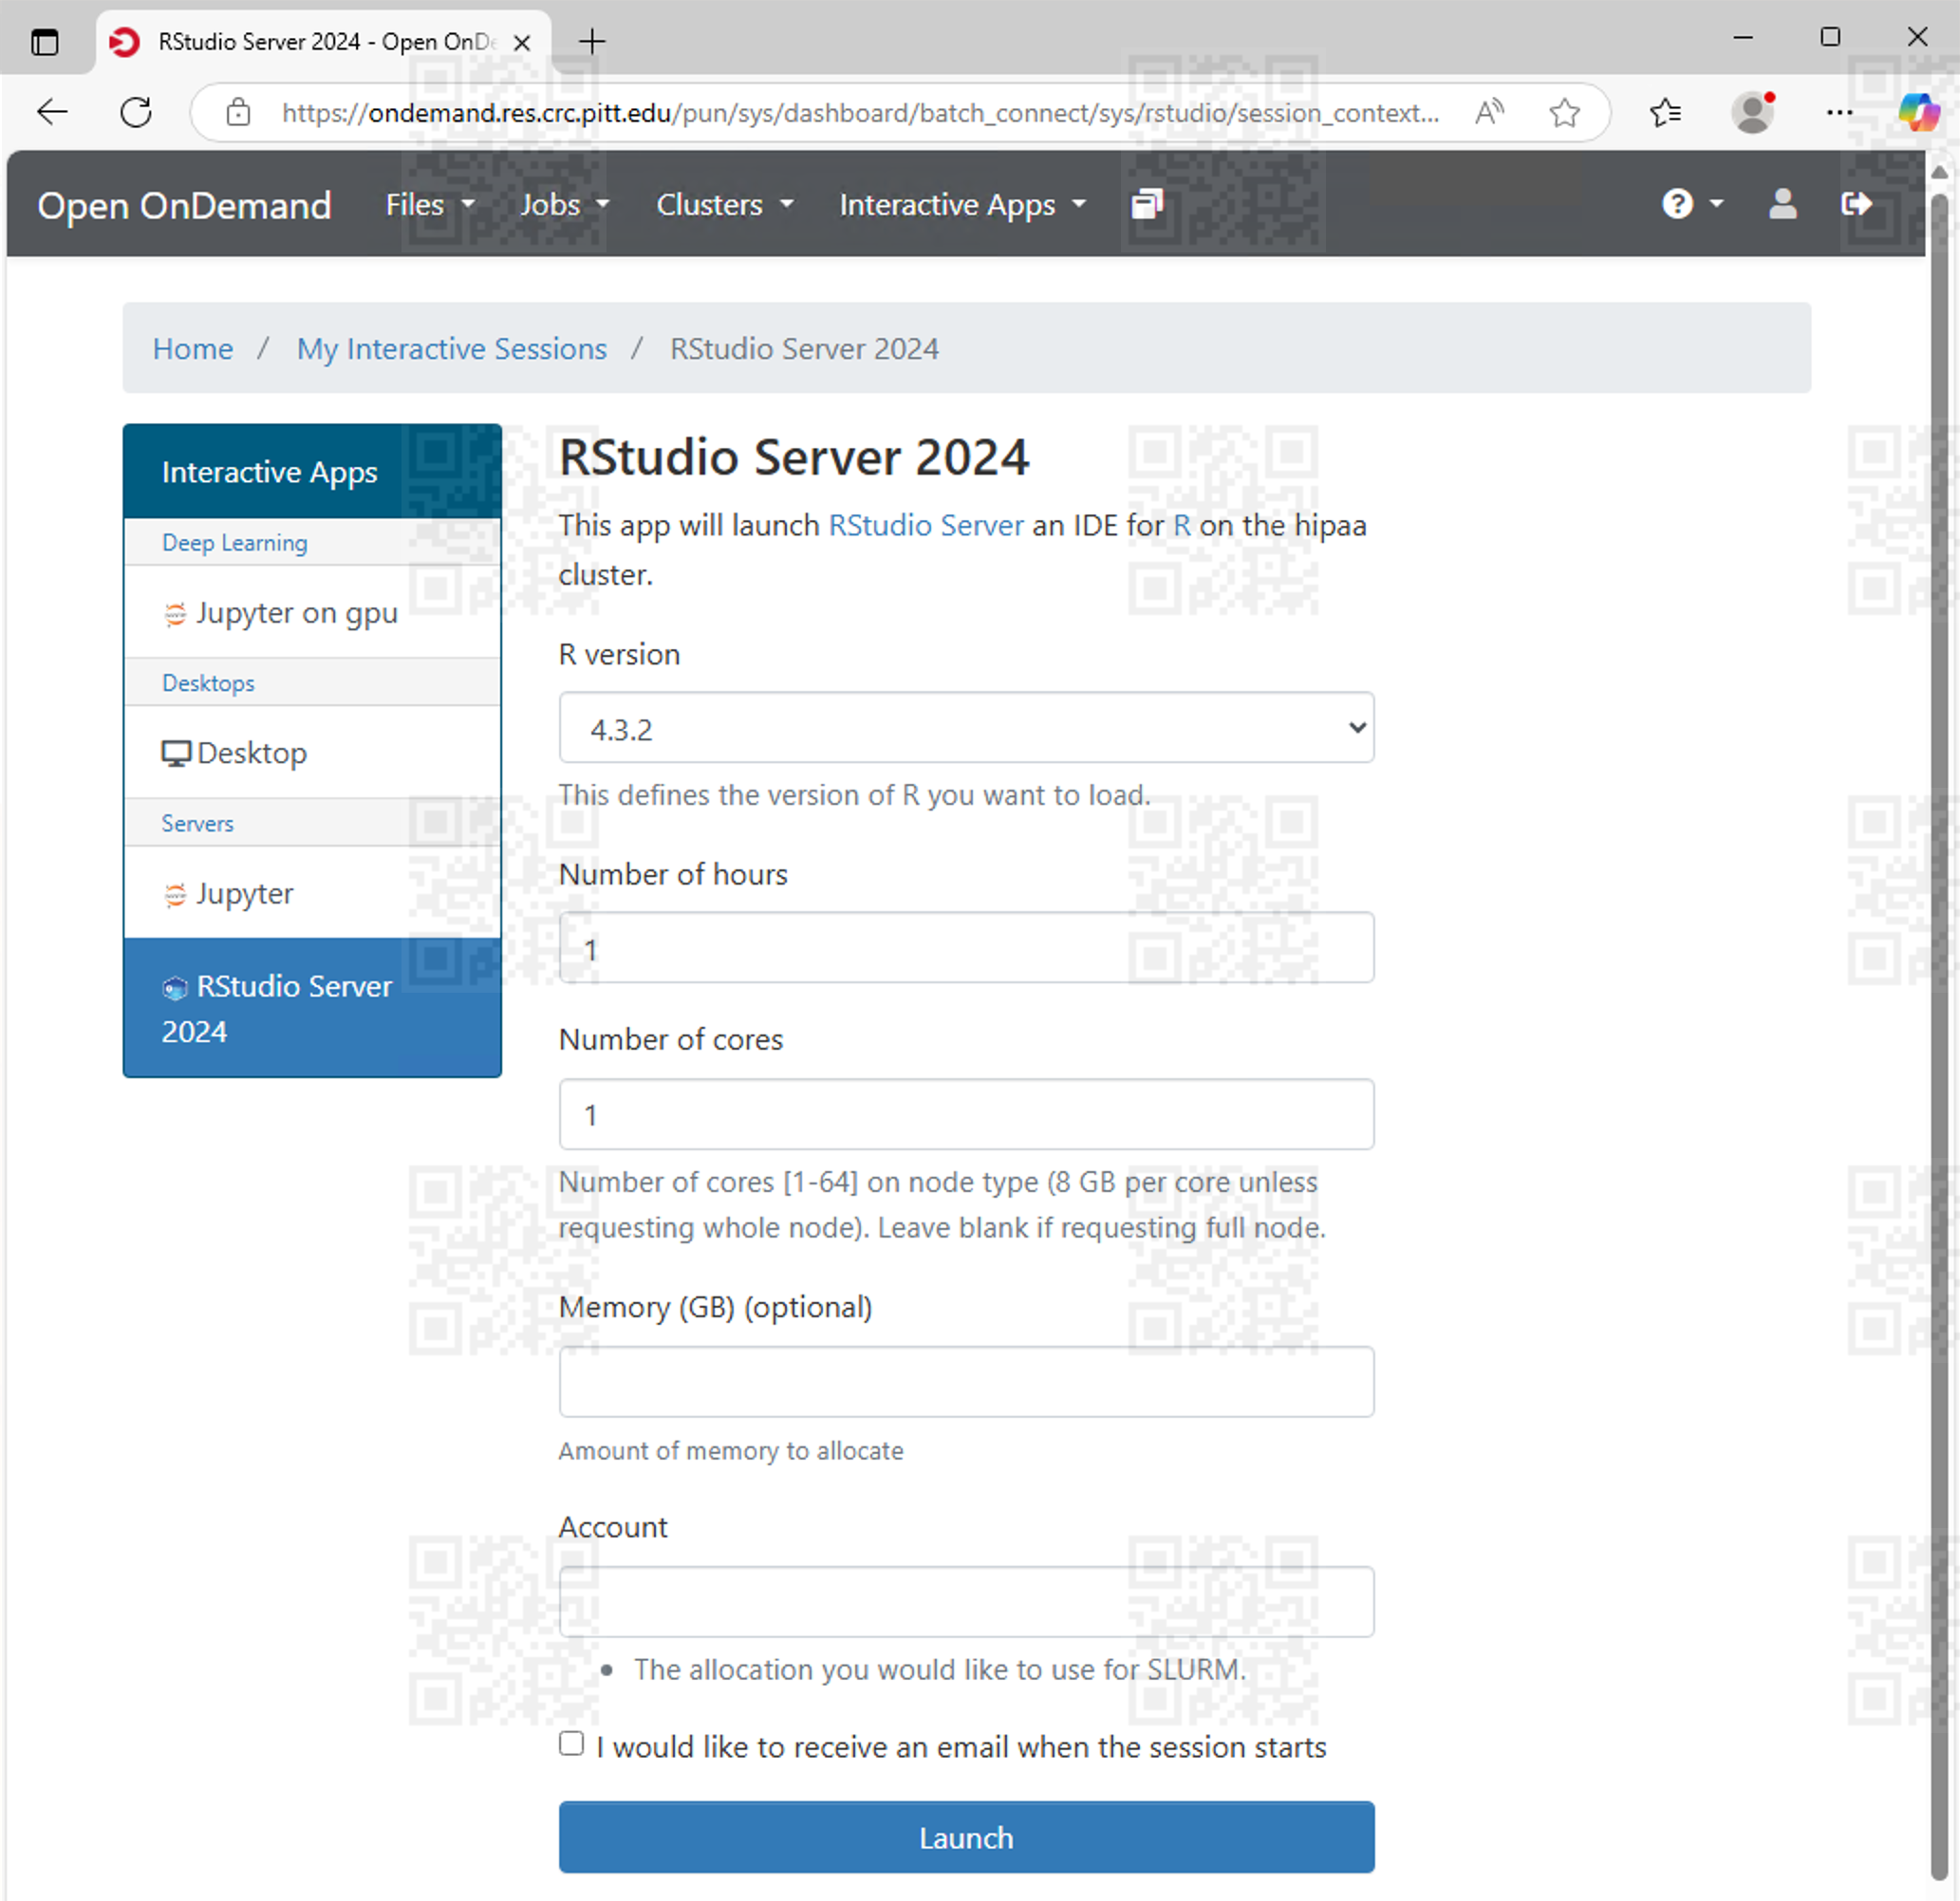 RStudio Server 2024 - Open OnDe
https://ondemand.res.crc.pitt.edu/pun/sys/dashboard/batch_connect/sys/rstudio/session_context...
Open OnDemand Files Jobs Clusters Interactive Apps
Home / My Interactive Sessions / RStudio Server 2024
Interactive Apps
Deep Learning
Jupyter on gpu
Desktops
Desktop
Servers
Jupyter
RStudio Server
2024
RStudio Server 2024
This app will launch RStudio Server an IDE for R on the hipaa
cluster.
R version
4.3.2
This defines the version of R you want to load.
Number of hours
1
Number of cores
1
Number of cores [1-64] on node type (8 GB per core unless
requesting whole node). Leave blank if requesting full node.
Memory (GB) (optional)
Amount of memory to allocate
Account
• The allocation you would like to use for SLURM.
I would like to receive an email when the session starts
Launch